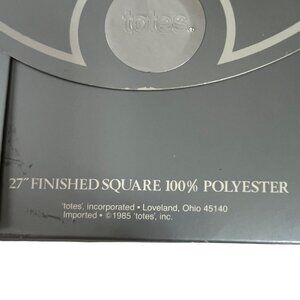 totes.
27" FINISHED SQUARE 100% POLYESTER
'totes', incorporated • Loveland, Ohio 45140
Imported • ©1985 'totes', inc.